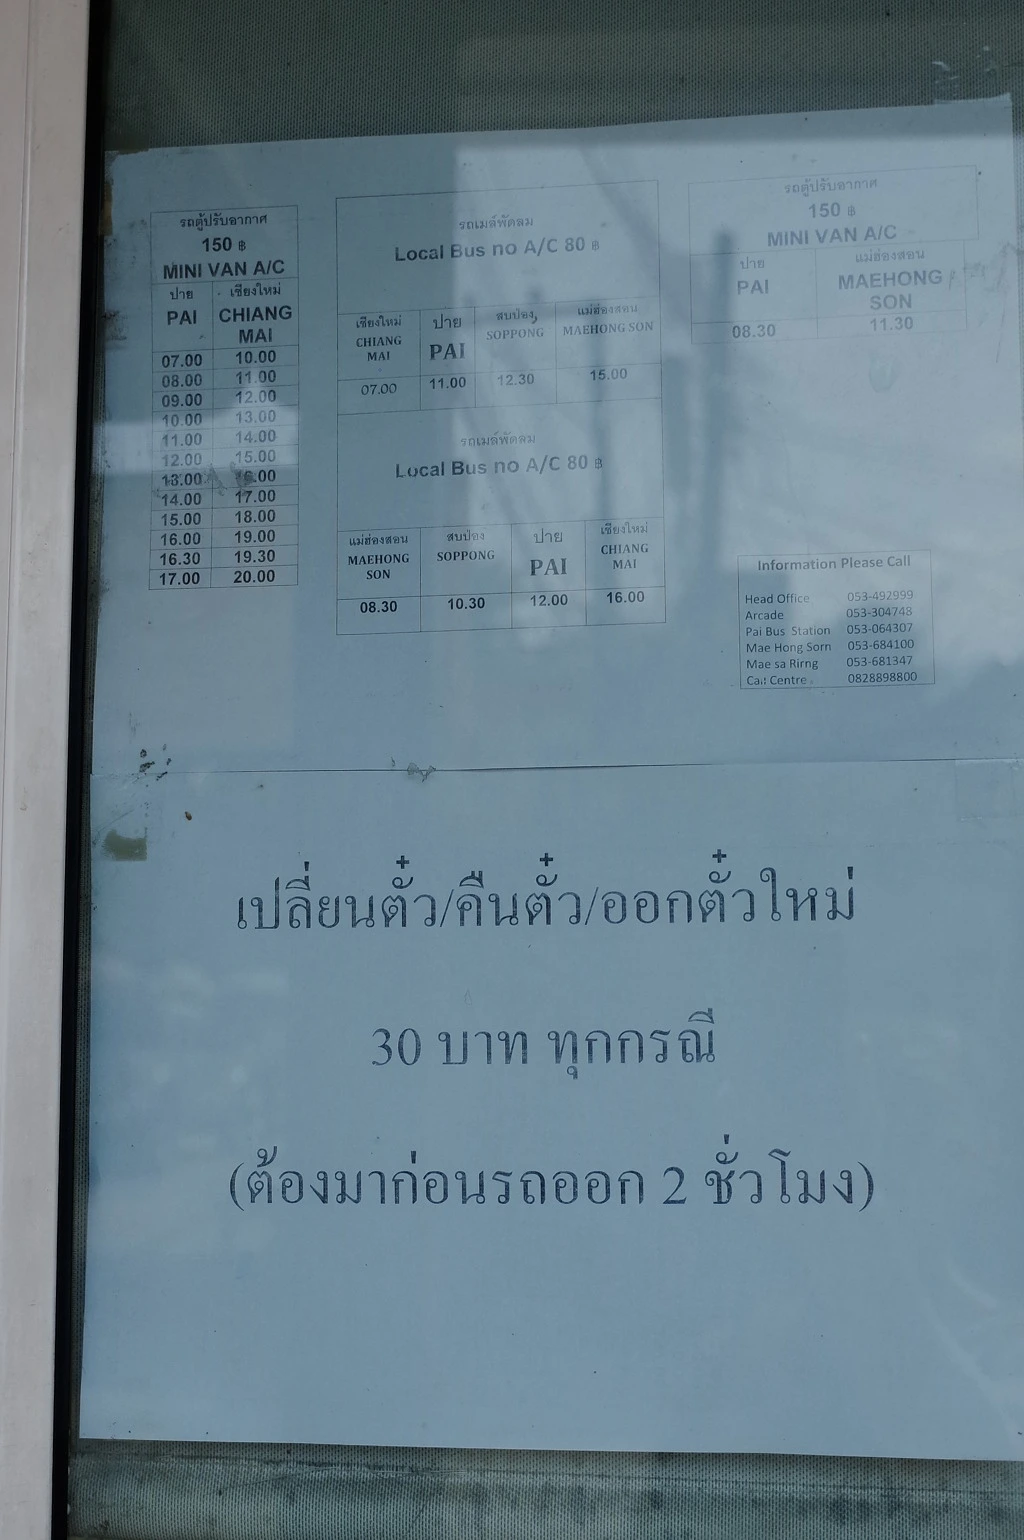 รถตู้ปรับอากาศ
150 ฿
MINI VAN A/C
ปาย เชียงใหม่
PAI CHIANG MAI
07.00 10.00
08.00 11.00
09.00 12.00
10.00 13.00
11.00 14.00
12.00 15.00
13.00 16.00
14.00 17.00
15.00 18.00
16.00 19.00
16.30 19.30
17.00 20.00
รถเมล์พัดลม
Local Bus no A/C 80 ฿
เชียงใหม่ ปาย สบป่อง แม่ฮ่องสอน
CHIANG MAI PAI SOPPONG MAEHONG SON
07.00 11.00 12.30 15.00
รถเมล์พัดลม
Local Bus no A/C 80 ฿
แม่ฮ่องสอน สบป่อง ปาย เชียงใหม่
MAEHONG SON SOPPONG PAI CHIANG MAI
08.30 10.30 12.00 16.00
รถตู้ปรับอากาศ
150 ฿
MINI VAN A/C
ปาย แม่ฮ่องสอน
PAI MAEHONG SON
08.30 11.30
Information Please Call
Head Office 053-492999
Arcade 053-304748
Pai Bus Station 053-064307
Mae Hong Sorn 053-684100
Mae sa Rirng 053-681347
Call Centre 0828898800
เปลี่ยนตั๋ว/คืนตั๋ว/ออกตั๋วใหม่
30 บาท ทุกกรณี
(ต้องมาก่อนรถออก 2 ชั่วโมง)